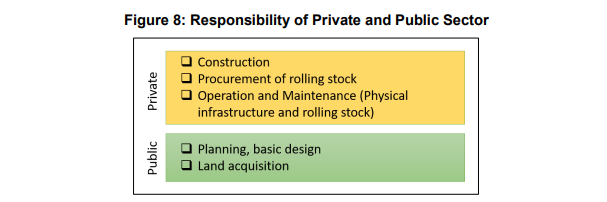 Figure 8: Responsibility of Private and Public Sector
Private
❑ Construction
❑ Procurement of rolling stock
❑ Operation and Maintenance (Physical
infrastructure and rolling stock)
Public
❑ Planning, basic design
❑ Land acquisition